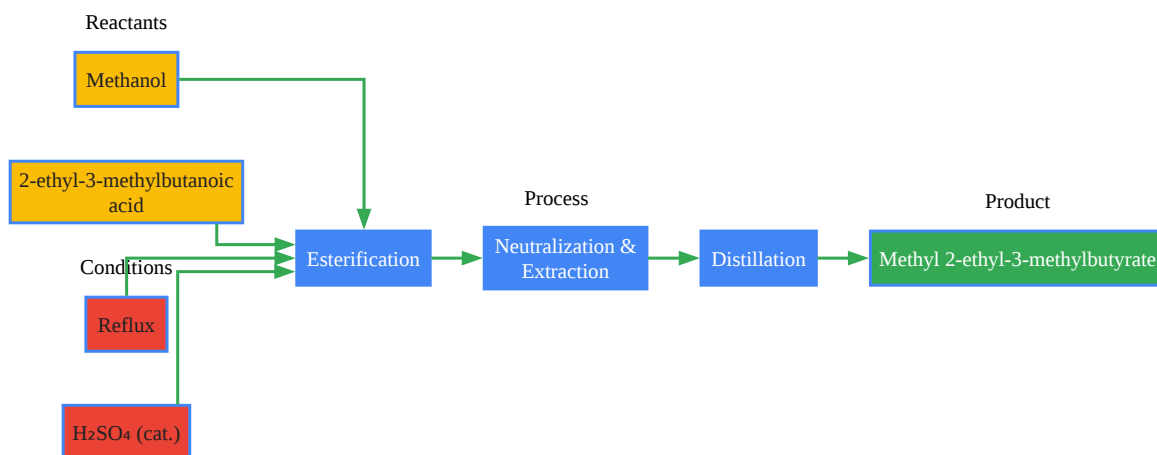 Reactants
Methanol
2-ethyl-3-methylbutanoic
acid
Conditions
Reflux
H₂SO₄ (cat.)
Esterification
Process
Neutralization &
Extraction
Distillation
Product
Methyl 2-ethyl-3-methylbutyrate